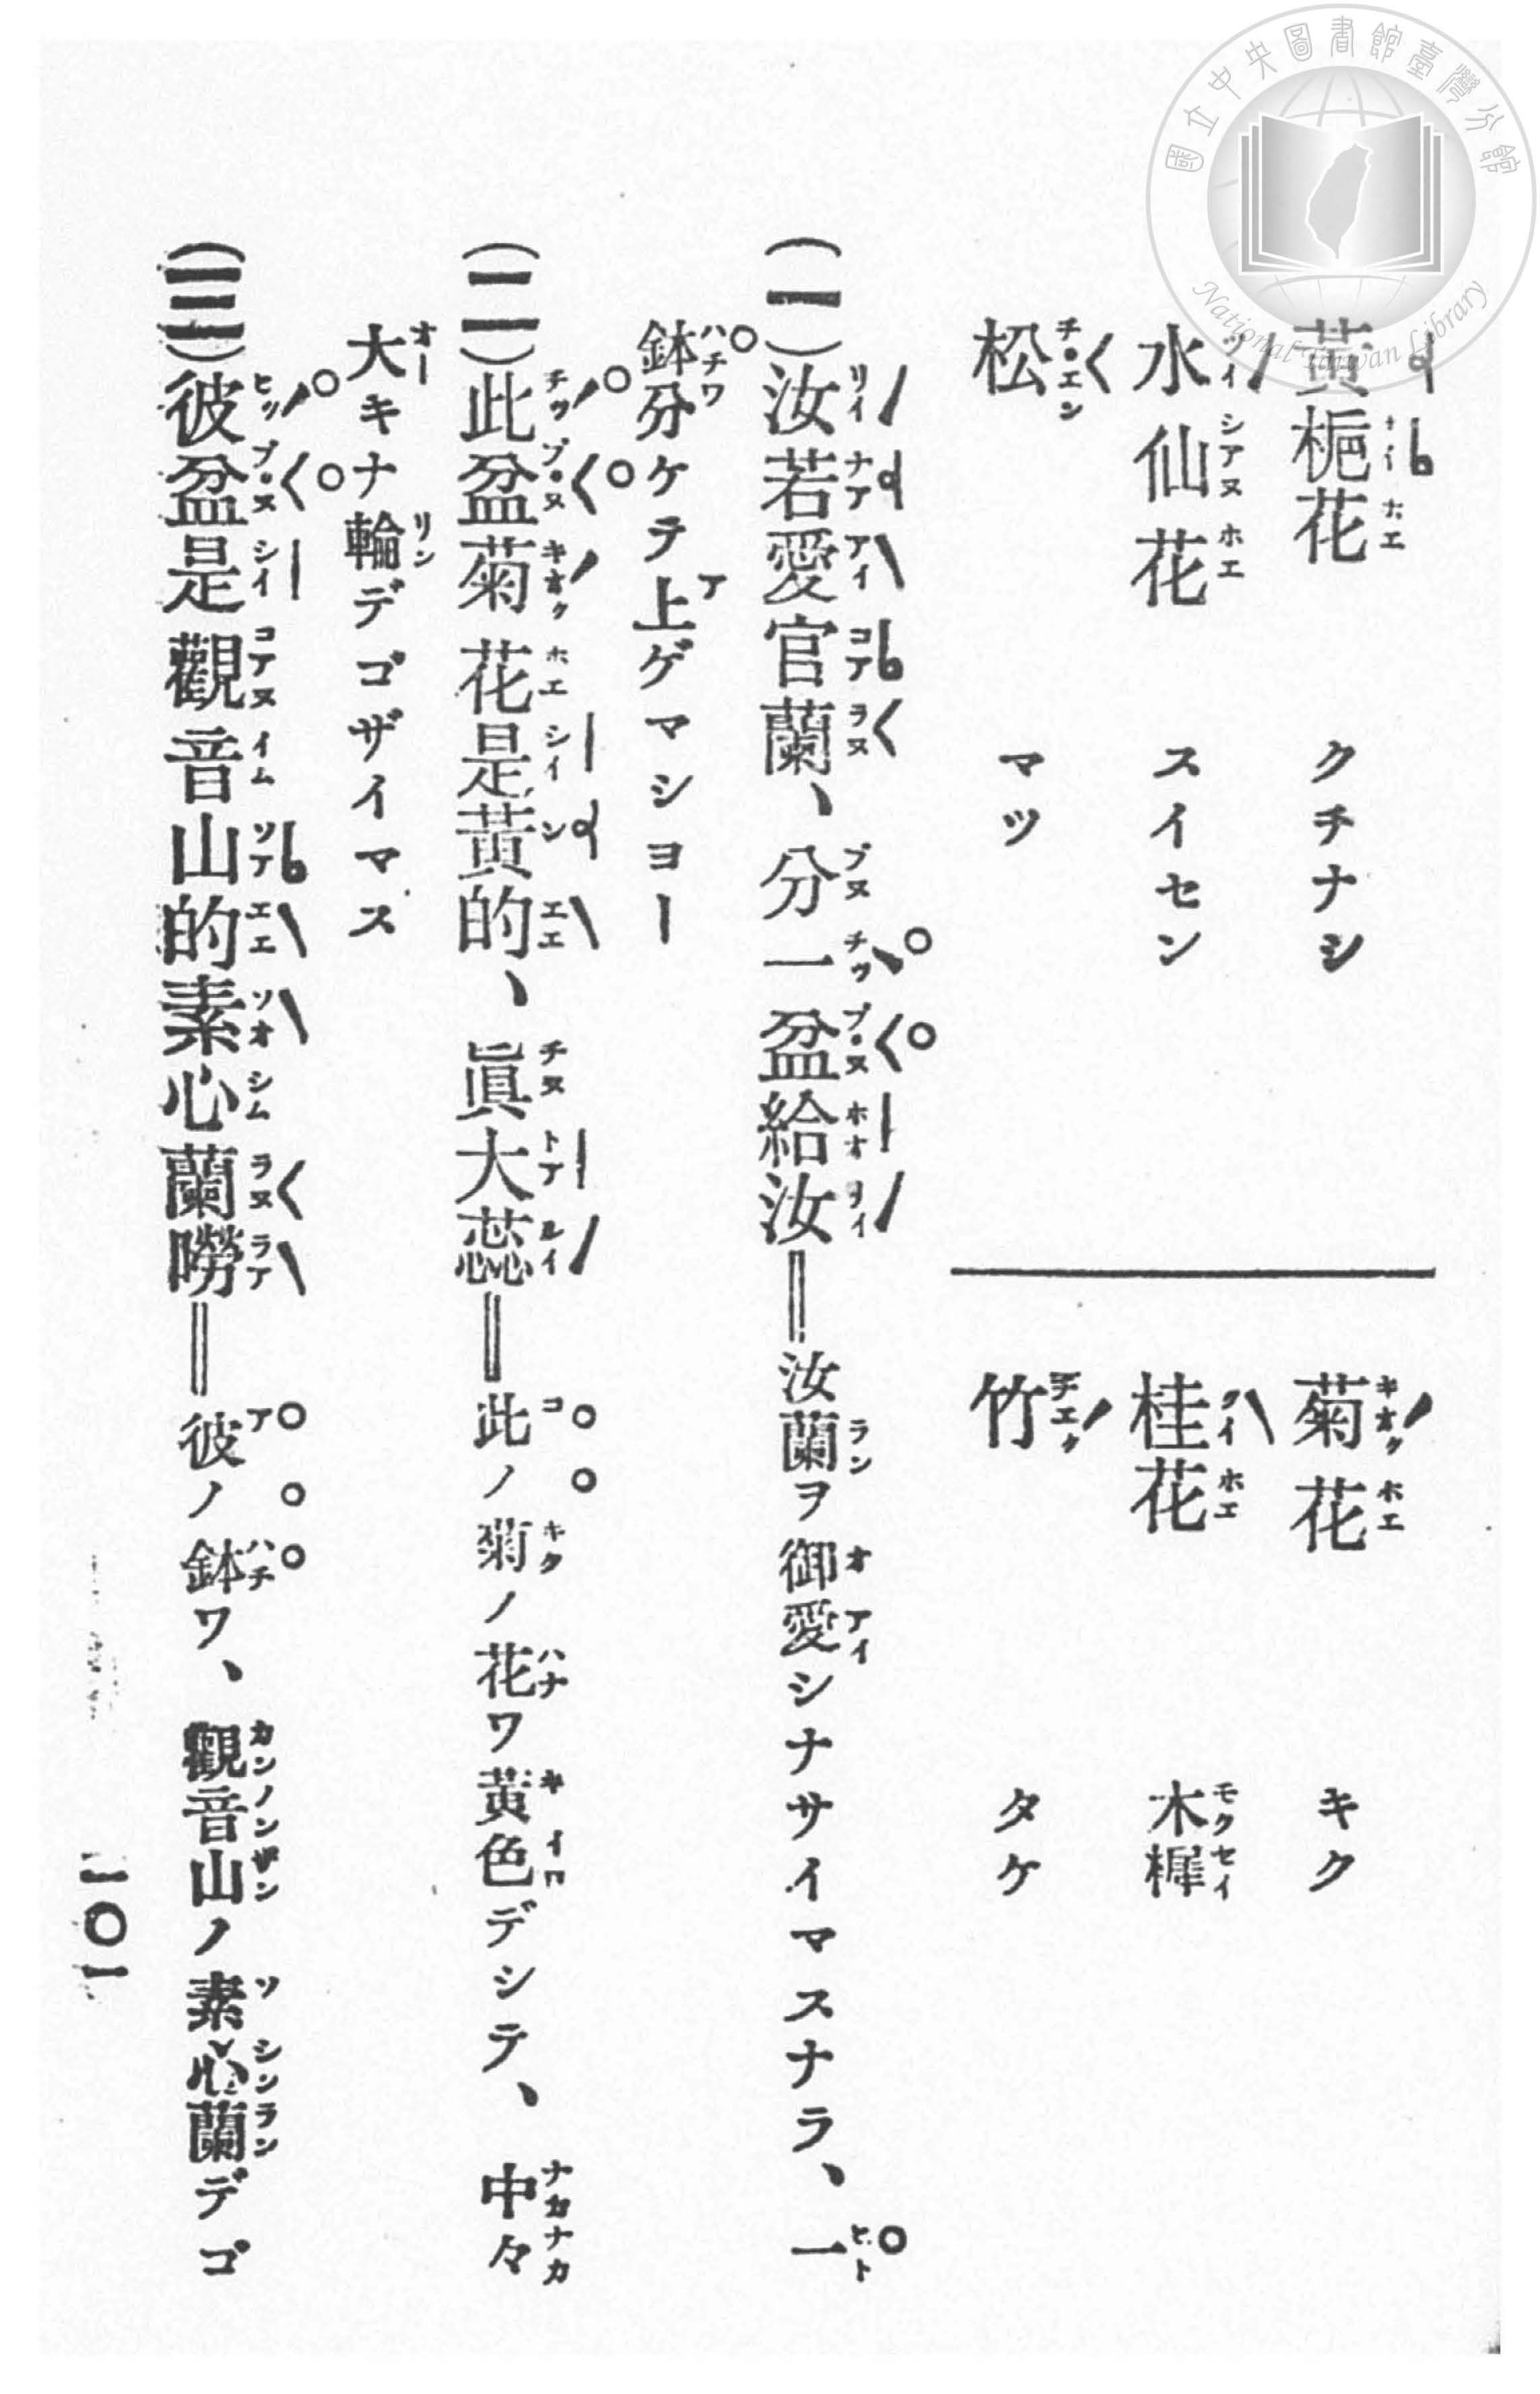 黃梔花 クチナシ
水仙花 スイセン
松 マツ
菊花 キク
桂花 木樨
竹 タケ
(一)汝若愛官蘭、分一盆給汝＝汝蘭ヲ御愛シナサイマスナラ、一
鉢分ケテ上ゲマショー
(二)此盆菊花是黃的、眞大蕊＝此ノ菊ノ花ワ黃色デシテ、中々
大キナ輪デゴザイマス
(三)彼盆是觀音山的素心蘭嘮＝彼ノ鉢ワ、觀音山ノ素心蘭デゴ
一〇一
國立中央圖書館臺灣分館
National Taiwan Library